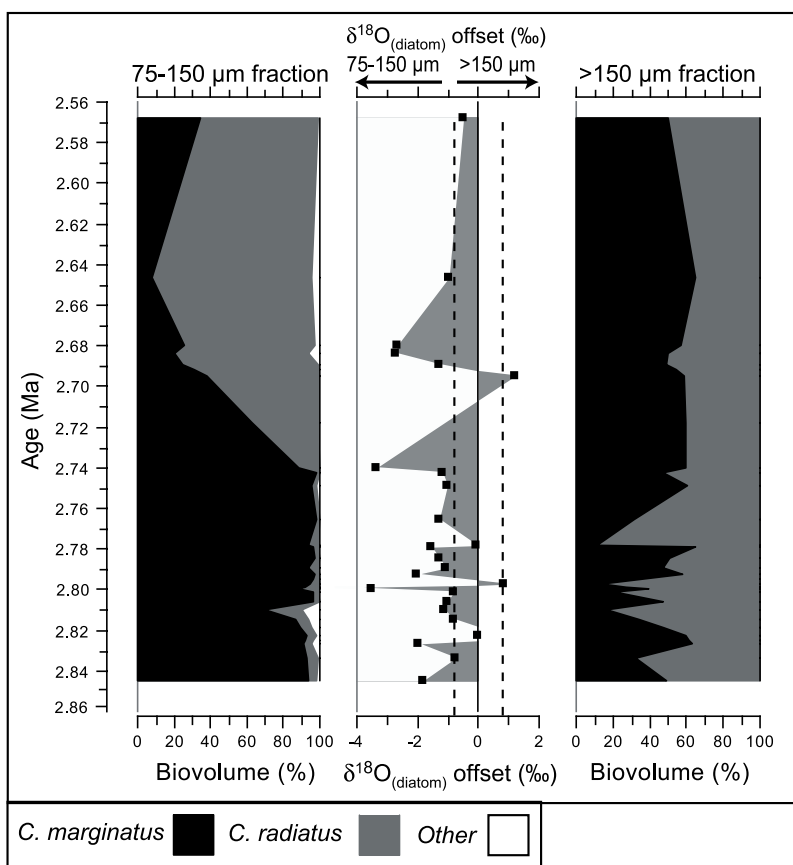 δ18O(diatom) offset (‰)
75-150 μm fraction
75-150 μm >150 μm
>150 μm fraction
Age (Ma)
2.56
2.58
2.60
2.62
2.64
2.66
2.68
2.70
2.72
2.74
2.76
2.78
2.80
2.82
2.84
2.86
0 20 40 60 80 100
-4 -2 0 2
0 20 40 60 80 100
Biovolume (%)
δ18O(diatom) offset (‰)
Biovolume (%)
C. marginatus C. radiatus Other